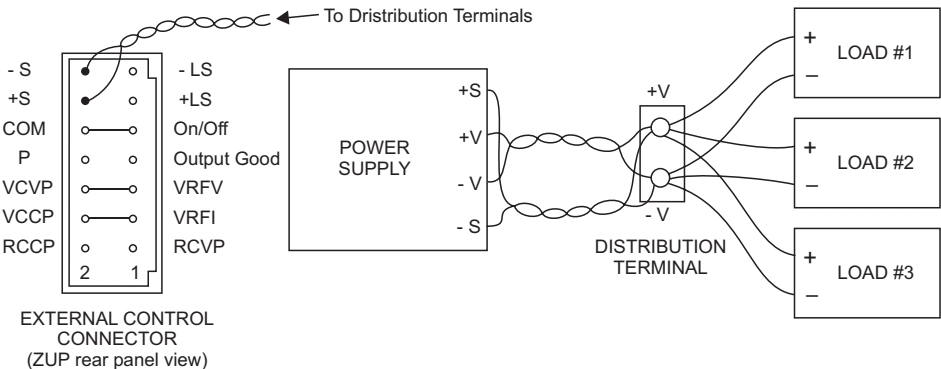 To Dristribution Terminals
- S - LS
+S +LS
COM On/Off
P Output Good
VCVP VRFV
VCCP VRFI
RCCP RCVP
2 1
EXTERNAL CONTROL
CONNECTOR
(ZUP rear panel view)
POWER
SUPPLY
+S
+V
- V
- S
+V
- V
DISTRIBUTION
TERMINAL
+
LOAD #1
–
+
LOAD #2
–
+
LOAD #3
–